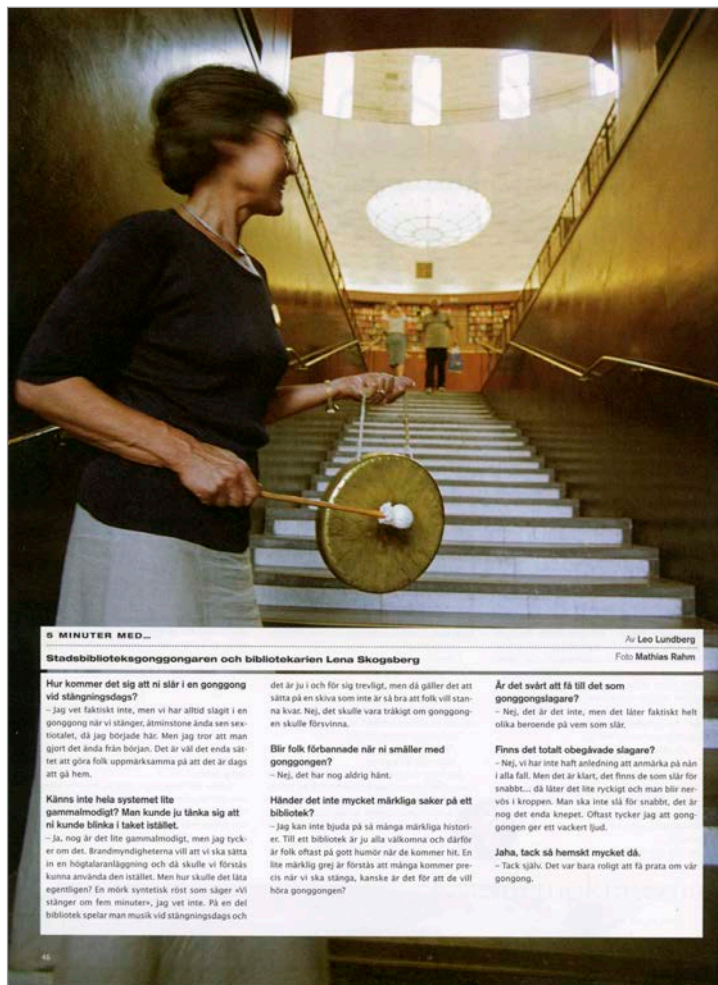 5 MINUTER MED...
Av Leo Lundberg
Stadsbiblioteksgonggongaren och bibliotekarien Lena Skogsberg
Foto Mathias Rahm
Hur kommer det sig att ni slår i en gonggong
vid stängningsdags?
– Jag vet faktiskt inte, men vi har alltid slagit i en
gonggong när vi stänger, åtminstone ända sen sex-
tiotalet, då jag började här. Men jag tror att man
gjort det ända från början. Det är väl det enda sät-
tet att göra folk uppmärksamma på att det är dags
att gå hem.
Känns inte hela systemet lite
gammalmodigt? Man kunde ju tänka sig att
ni kunde blinka i taket istället.
– Ja, nog är det lite gammalmodigt, men jag tyck-
er om det. Brandmyndigheterna vill att vi ska sätta
in en högtalaranläggning och då skulle vi förstås
kunna använda den istället. Men hur skulle det låta
egentligen? En mörk syntetisk röst som säger »Vi
stänger om fem minuter», jag vet inte. På en del
bibliotek spelar man musik vid stängningsdags och
det är ju i och för sig trevligt, men då gäller det att
sätta på en skiva som inte är så bra att folk vill stan-
na kvar. Nej, det skulle vara tråkigt om gonggong-
en skulle försvinna.
Blir folk förbannade när ni smäller med
gonggongen?
– Nej, det har nog aldrig hänt.
Händer det inte mycket märkliga saker på ett
bibliotek?
– Jag kan inte bjuda på så många märkliga histori-
er. Till ett bibliotek är ju alla välkomna och därför
är folk oftast på gott humör när de kommer hit. En
lite märklig grej är förstås att många kommer pre-
cis när vi ska stänga, kanske är det för att de vill
höra gonggongen?
Är det svårt att få till det som
gonggongslagare?
– Nej, det är det inte, men det låter faktiskt helt
olika beroende på vem som slår.
Finns det totalt obegåvade slagare?
– Nej, vi har inte haft anledning att anmärka på nån
i alla fall. Men det är klart, det finns de som slår för
snabbt... då låter det lite ryckigt och man blir ner-
vös i kroppen. Man ska inte slå för snabbt, det är
nog det enda knepet. Oftast tycker jag att gong-
gongen ger ett vackert ljud.
Jaha, tack så hemskt mycket då.
– Tack själv. Det var bara roligt att få prata om vår
gongong.